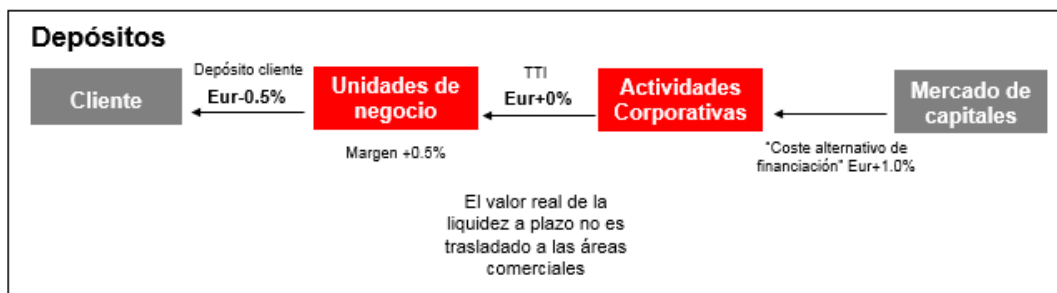 Depósitos
Cliente
Depósito cliente
Eur-0.5%
Unidades de
negocio
Margen +0.5%
TTI
Eur+0%
Actividades
Corporativas
Mercado de
capitales
"Coste alternativo de
financiación" Eur+1.0%
El valor real de la
liquidez a plazo no es
trasladado a las áreas
comerciales